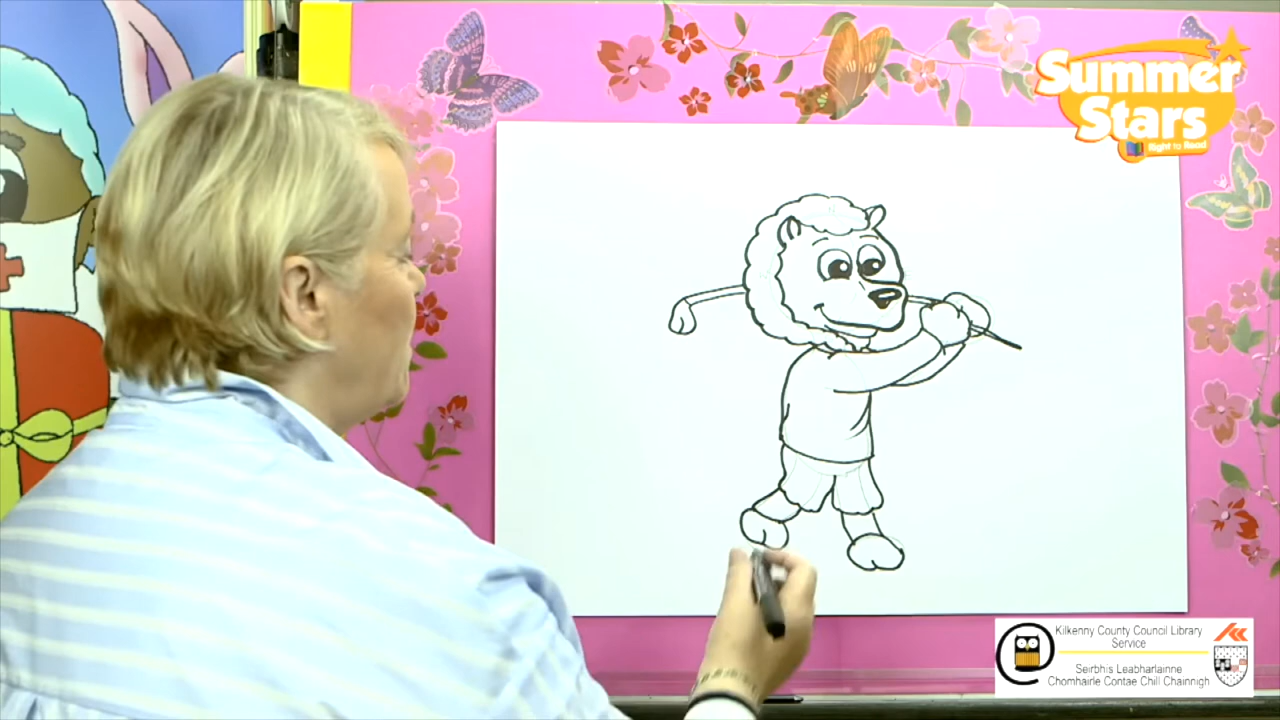 Summer
Stars
Right to Read
Kilkenny County Council Library
Service
Seirbhís Leabharlainne
Chomhairle Contae Chill Chainnigh